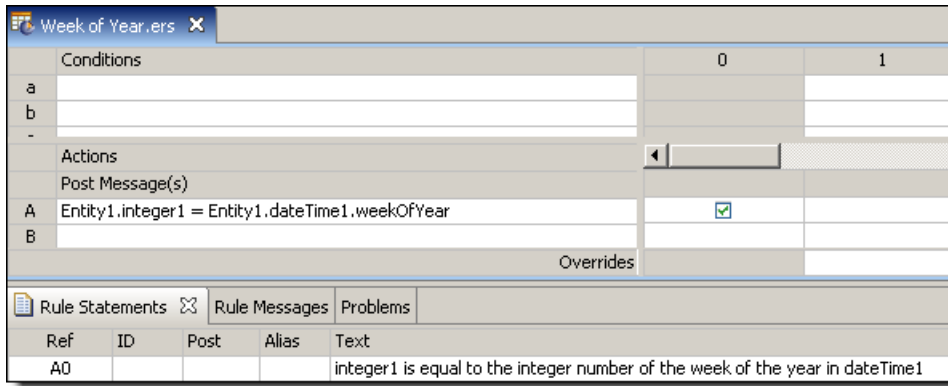 Week of Year.ers
Conditions 0 1
a
b
Actions
Post Message(s)
A Entity1.integer1 = Entity1.dateTime1.weekOfYear
B
Overrides
Rule Statements Rule Messages Problems
Ref ID Post Alias Text
A0 integer1 is equal to the integer number of the week of the year in dateTime1